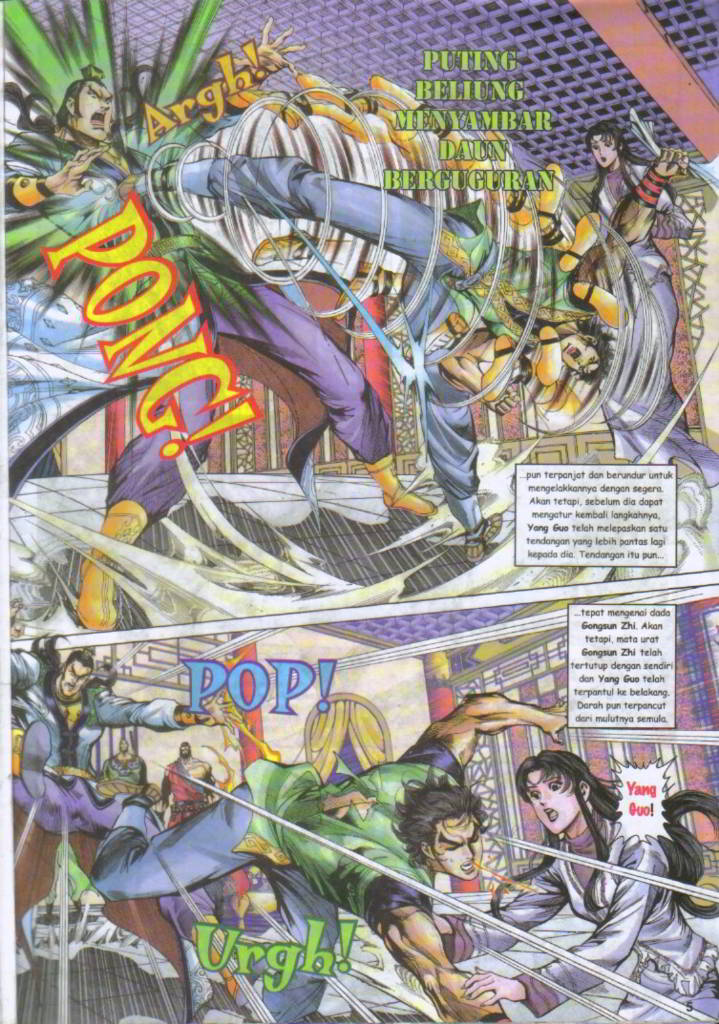 Argh!
PUTING
BELIUNG
MENYAMBAR
DAUN
BERGUGURAN
PONG!
...pun terpanjat dan berundur untuk
mengelakkannya dengan segera.
Akan tetapi, sebelum dia dapat
mengatur kembali langkahnya,
Yang Guo telah melepaskan satu
tendangan yang lebih pantas lagi
kepada dia. Tendangan itu pun...
...tepat mengenai dada
Gongsun Zhi. Akan
tetapi, mata urat
Gongsun Zhi telah
tertutup dengan sendiri
dan Yang Guo telah
terpantul ke belakang.
Darah pun terpancut
dari mulutnya semula.
POP!
Yang
Guo!
Urgh!
5